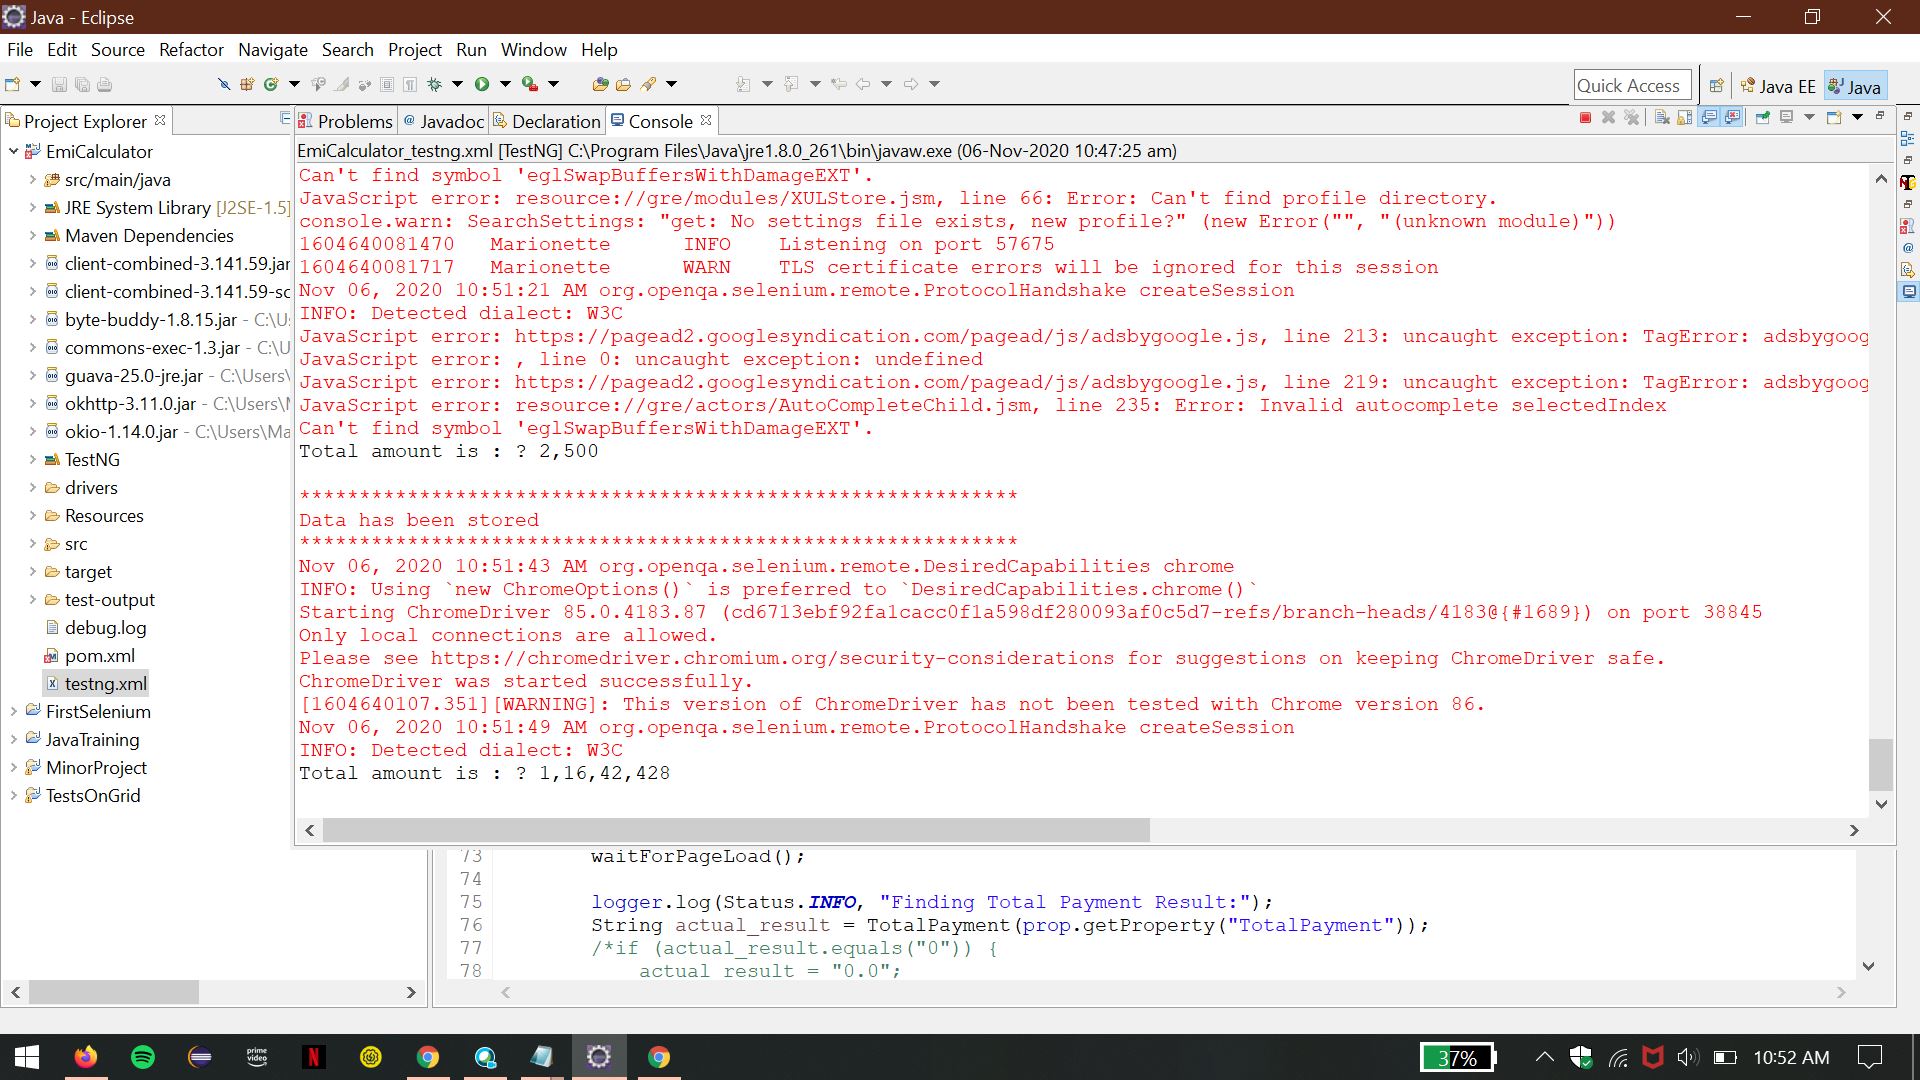 Java - Eclipse
File Edit Source Refactor Navigate Search Project Run Window Help
Quick Access
Java EE
Java
Project Explorer
EmiCalculator
src/main/java
JRE System Library [J2SE-1.5]
Maven Dependencies
client-combined-3.141.59.jar
client-combined-3.141.59-sc
byte-buddy-1.8.15.jar - C:\U
commons-exec-1.3.jar - C:\U
guava-25.0-jre.jar - C:\Users\
okhttp-3.11.0.jar - C:\Users\
okio-1.14.0.jar - C:\Users\Ma
TestNG
drivers
Resources
src
target
test-output
debug.log
pom.xml
testng.xml
FirstSelenium
JavaTraining
MinorProject
TestsOnGrid
Problems @ Javadoc Declaration Console
EmiCalculator_testng.xml [TestNG] C:\Program Files\Java\jre1.8.0_261\bin\javaw.exe (06-Nov-2020 10:47:25 am)
Can't find symbol 'eglSwapBuffersWithDamageEXT'.
JavaScript error: resource://gre/modules/XULStore.jsm, line 66: Error: Can't find profile directory.
console.warn: SearchSettings: "get: No settings file exists, new profile?" (new Error("", "(unknown module)"))
1604640081470 Marionette INFO Listening on port 57675
1604640081717 Marionette WARN TLS certificate errors will be ignored for this session
Nov 06, 2020 10:51:21 AM org.openqa.selenium.remote.ProtocolHandshake createSession
INFO: Detected dialect: W3C
JavaScript error: https://pagead2.googlesyndication.com/pagead/js/adsbygoogle.js, line 213: uncaught exception: TagError: adsbygoog
JavaScript error: , line 0: uncaught exception: undefined
JavaScript error: https://pagead2.googlesyndication.com/pagead/js/adsbygoogle.js, line 219: uncaught exception: TagError: adsbygoog
JavaScript error: resource://gre/actors/AutoCompleteChild.jsm, line 235: Error: Invalid autocomplete selectedIndex
Can't find symbol 'eglSwapBuffersWithDamageEXT'.
Total amount is : ? 2,500
************************************************************
Data has been stored
************************************************************
Nov 06, 2020 10:51:43 AM org.openqa.selenium.remote.DesiredCapabilities chrome
INFO: Using `new ChromeOptions()` is preferred to `DesiredCapabilities.chrome()`
Starting ChromeDriver 85.0.4183.87 (cd6713ebf92fa1cacc0f1a598df280093af0c5d7-refs/branch-heads/4183@{#1689}) on port 38845
Only local connections are allowed.
Please see https://chromedriver.chromium.org/security-considerations for suggestions on keeping ChromeDriver safe.
ChromeDriver was started successfully.
[1604640107.351][WARNING]: This version of ChromeDriver has not been tested with Chrome version 86.
Nov 06, 2020 10:51:49 AM org.openqa.selenium.remote.ProtocolHandshake createSession
INFO: Detected dialect: W3C
Total amount is : ? 1,16,42,428
73 waitForPageLoad();
74
75 logger.log(Status.INFO, "Finding Total Payment Result:");
76 String actual_result = TotalPayment(prop.getProperty("TotalPayment"));
77 /*if (actual_result.equals("0")) {
78 actual_result = "0.0";
prime video
N
37%
10:52 AM